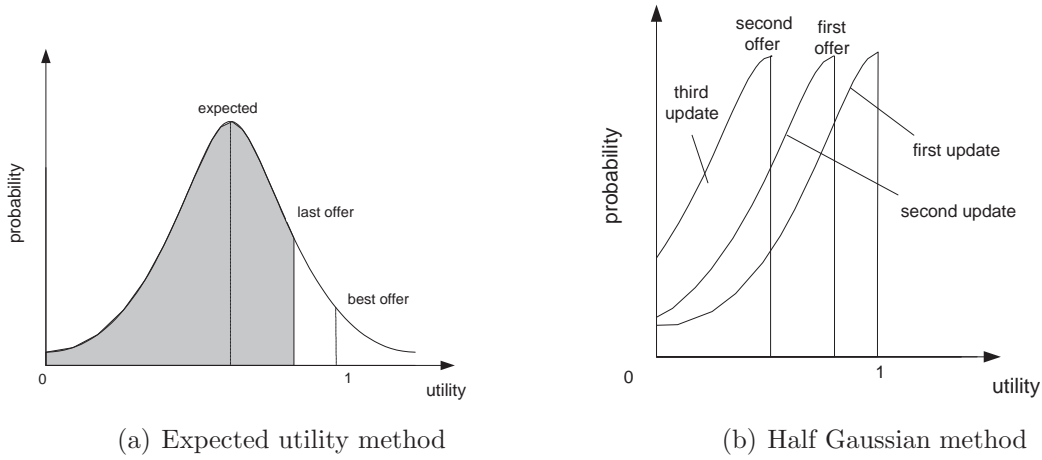 probability
expected
last offer
best offer
0
1
utility
(a) Expected utility method
probability
second
offer
first
offer
third
update
first update
second update
0
1
utility
(b) Half Gaussian method